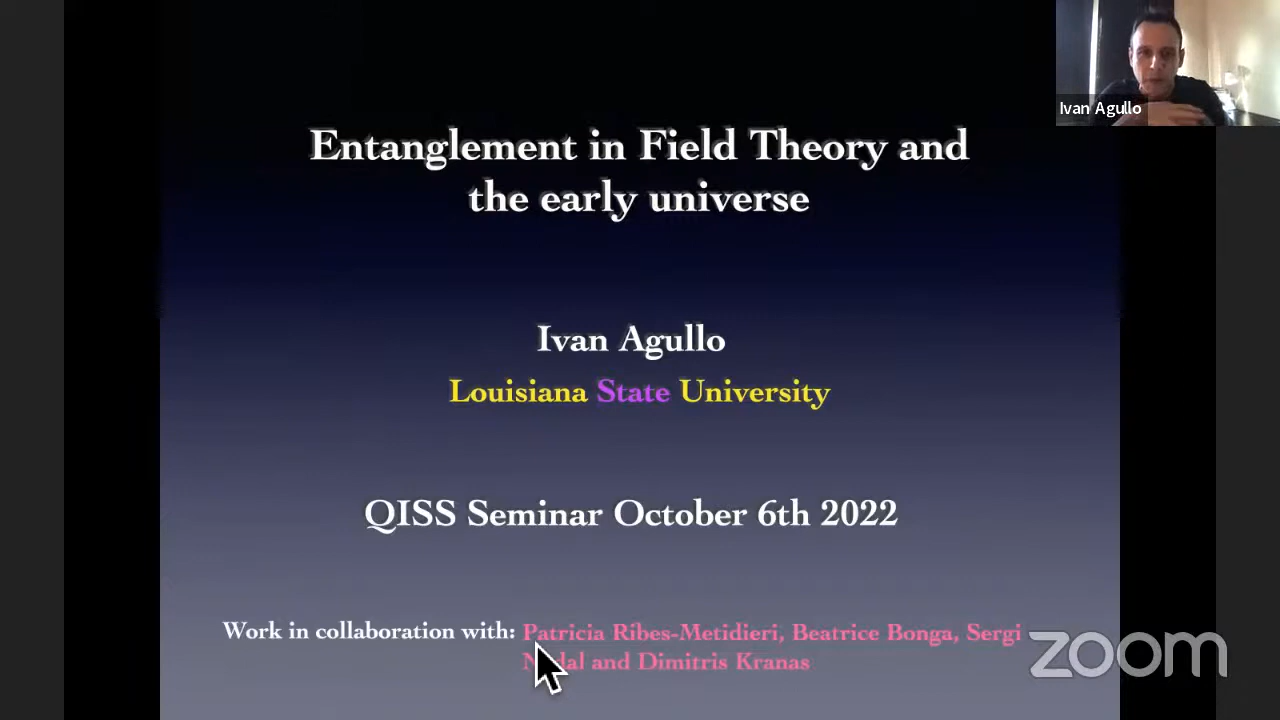 Ivan Agullo
Entanglement in Field Theory and
the early universe
Ivan Agullo
Louisiana State University
QISS Seminar October 6th 2022
Work in collaboration with: Patricia Ribes-Metidieri, Beatrice Bonga, Sergi
and Dimitris Kranas
zoom